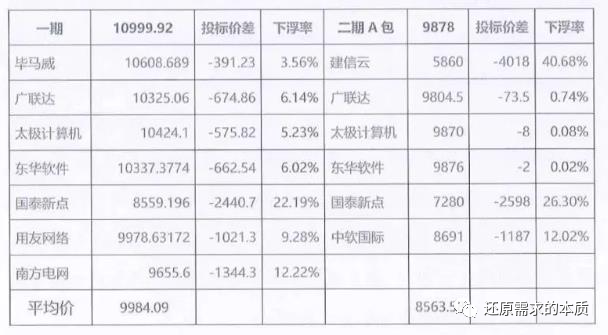 一期 10999.92 投标价差 下浮率 二期 A 包 9878 投标价差 下浮率
毕马威 10608.689 -391.23 3.56% 建信云 5860 -4018 40.68%
广联达 10325.06 -674.86 6.14% 广联达 9804.5 -73.5 0.74%
太极计算机 10424.1 -575.82 5.23% 太极计算机 9870 -8 0.08%
东华软件 10337.3774 -662.54 6.02% 东华软件 9876 -2 0.02%
国泰新点 8559.196 -2440.7 22.19% 国泰新点 7280 -2598 26.30%
用友网络 9978.63172 -1021.3 9.28% 中软国际 8691 -1187 12.02%
南方电网 9655.6 -1344.3 12.22%
平均价 9984.09 8563.5
还原需求的本质